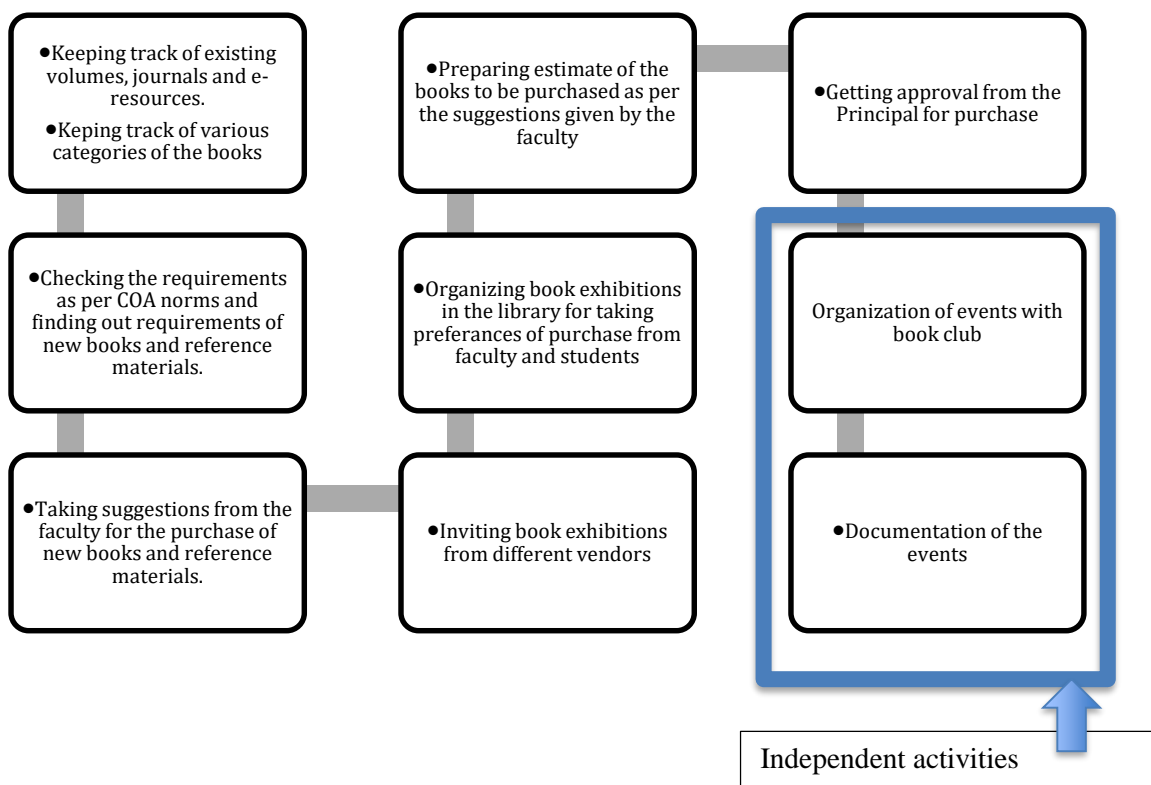 ●Keeping track of existing
volumes, journals and e-
resources.
●Keping track of various
categories of the books
●Checking the requirements
as per COA norms and
finding out requirements of
new books and reference
materials.
●Taking suggestions from the
faculty for the purchase of
new books and reference
materials.
●Inviting book exhibitions
from different vendors
●Organizing book exhibitions
in the library for taking
preferances of purchase from
faculty and students
●Preparing estimate of the
books to be purchased as per
the suggestions given by the
faculty
●Getting approval from the
Principal for purchase
Organization of events with
book club
●Documentation of the
events
Independent activities